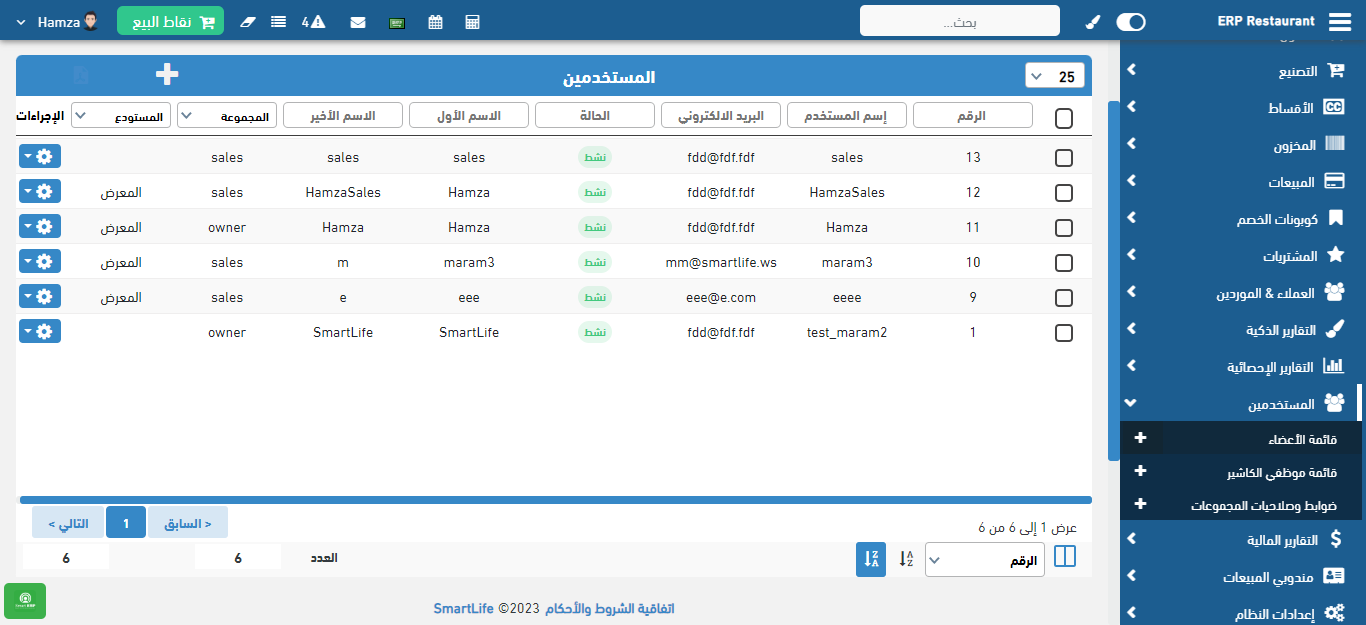 ERP Restaurant
بحث...
4
نقاط البيع
Hamza
التصنيع
الأقساط
المخزون
المبيعات
كوبونات الخصم
المشتريات
العملاء & الموردين
التقارير الذكية
التقارير الإحصائية
المستخدمين
قائمة الأعضاء
قائمة موظفي الكاشير
ضوابط وصلاحيات المجموعات
التقارير المالية
مندوبي المبيعات
إعدادات النظام
25
المستخدمين
الرقم إسم المستخدم البريد الالكتروني الحالة الاسم الأول الاسم الأخير المجموعة المستودع الإجراءات
13 sales fdd@fdf.fdf نشط sales sales sales
12 HamzaSales fdd@fdf.fdf نشط Hamza HamzaSales sales المعرض
11 Hamza fdd@fdf.fdf نشط Hamza Hamza owner المعرض
10 maram3 mm@smartlife.ws نشط maram3 m sales المعرض
9 eeee eee@e.com نشط eee e sales المعرض
1 test_maram2 fdd@fdf.fdf نشط SmartLife SmartLife owner
عرض 1 إلى 6 من 6
< السابق 1 التالي >
الرقم
العدد 6 6
اتفاقية الشروط والأحكام 2023© SmartLife